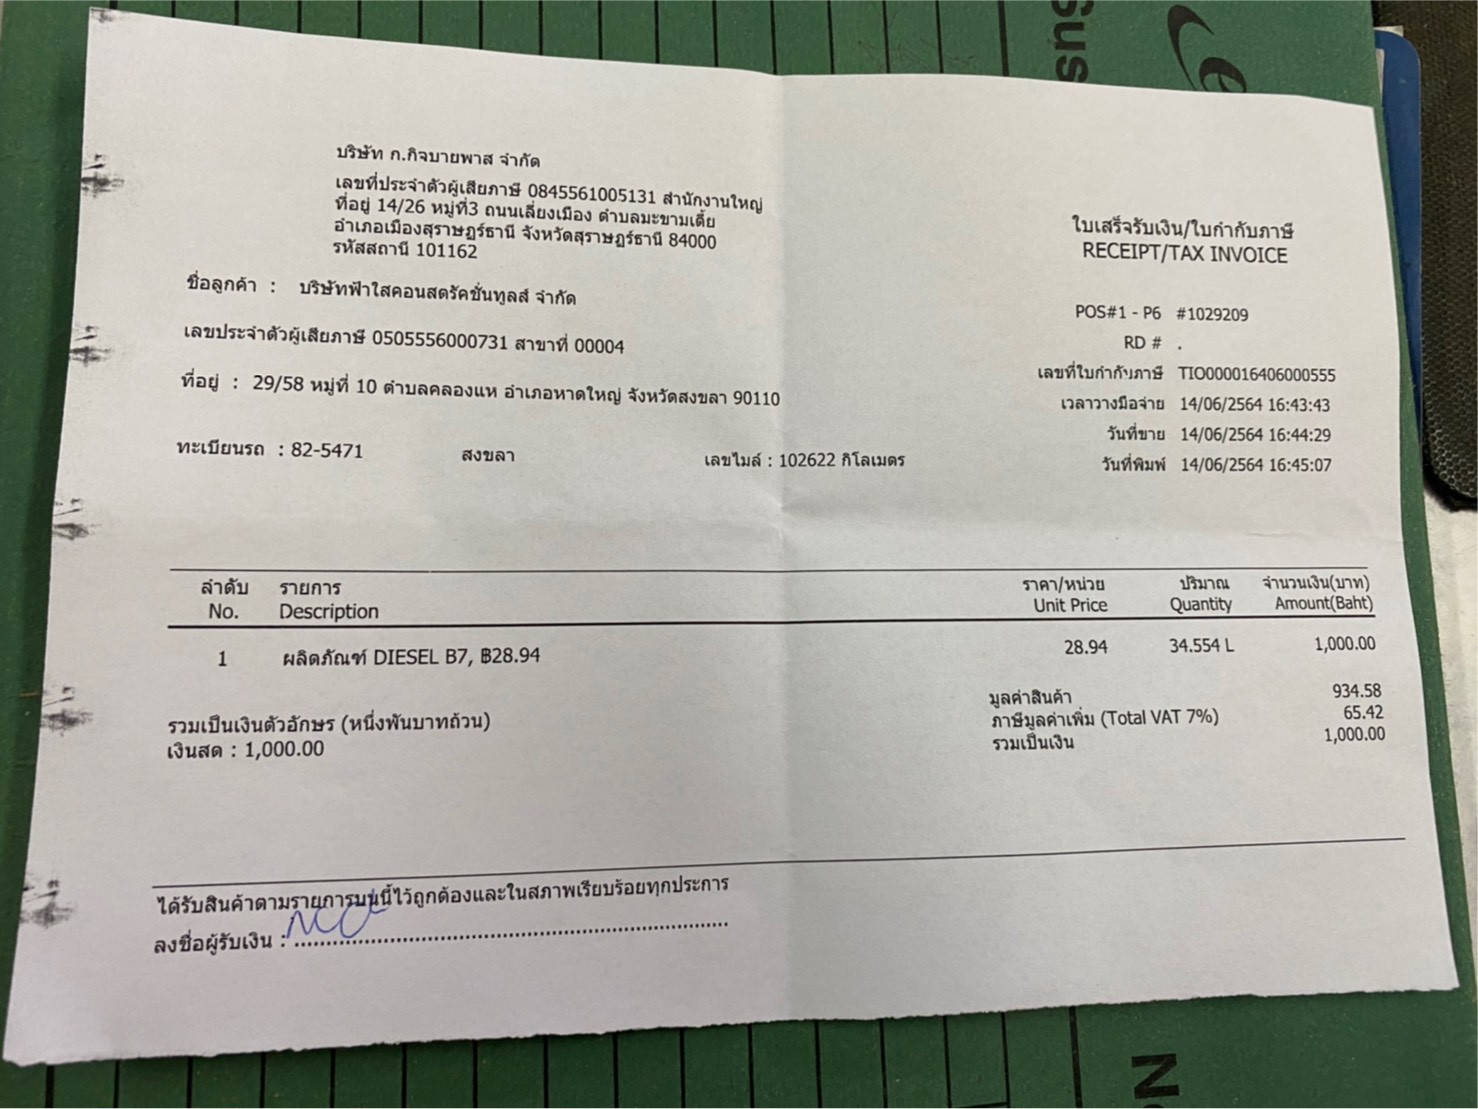 บริษัท ก.กิจบายพาส จำกัด
เลขที่ประจำตัวผู้เสียภาษี 0845561005131 สำนักงานใหญ่
ที่อยู่ 14/26 หมู่ที่3 ถนนเลี่ยงเมือง ตำบลมะขามเตี้ย
อำเภอเมืองสุราษฎร์ธานี จังหวัดสุราษฎร์ธานี 84000
รหัสสถานี 101162
ใบเสร็จรับเงิน/ใบกำกับภาษี
RECEIPT/TAX INVOICE
ชื่อลูกค้า : บริษัทฟ้าใสคอนสตรัคชั่นทูลส์ จำกัด
เลขประจำตัวผู้เสียภาษี 0505556000731 สาขาที่ 00004
ที่อยู่ : 29/58 หมู่ที่ 10 ตำบลคลองแห อำเภอหาดใหญ่ จังหวัดสงขลา 90110
ทะเบียนรถ : 82-5471 สงขลา เลขไมล์ : 102622 กิโลเมตร
POS#1 - P6 #1029209
RD # .
เลขที่ใบกำกับภาษี TIO000016406000555
เวลาวางมือจ่าย 14/06/2564 16:43:43
วันที่ขาย 14/06/2564 16:44:29
วันที่พิมพ์ 14/06/2564 16:45:07
ลำดับ รายการ ราคา/หน่วย ปริมาณ จำนวนเงิน(บาท)
No. Description Unit Price Quantity Amount(Baht)
1 ผลิตภัณฑ์ DIESEL B7, ฿28.94 28.94 34.554 L 1,000.00
มูลค่าสินค้า 934.58
ภาษีมูลค่าเพิ่ม (Total VAT 7%) 65.42
รวมเป็นเงิน 1,000.00
รวมเป็นเงินตัวอักษร (หนึ่งพันบาทถ้วน)
เงินสด : 1,000.00
ได้รับสินค้าตามรายการบนนี้ไว้ถูกต้องและในสภาพเรียบร้อยทุกประการ
ลงชื่อผู้รับเงิน :